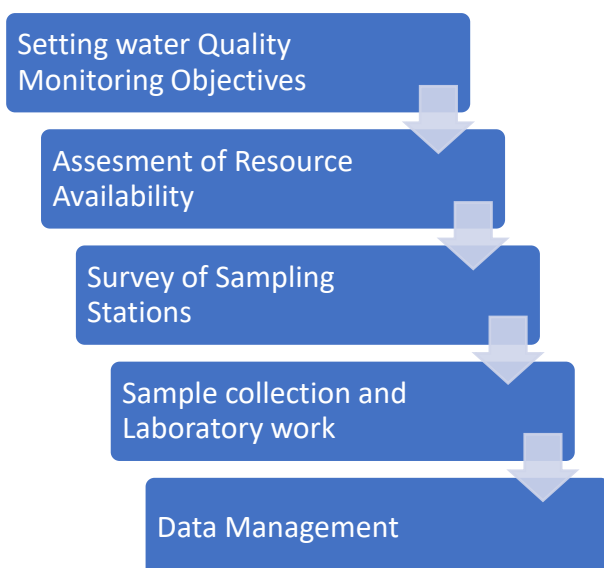 Setting water Quality
Monitoring Objectives
Assesment of Resource
Availability
Survey of Sampling
Stations
Sample collection and
Laboratory work
Data Management